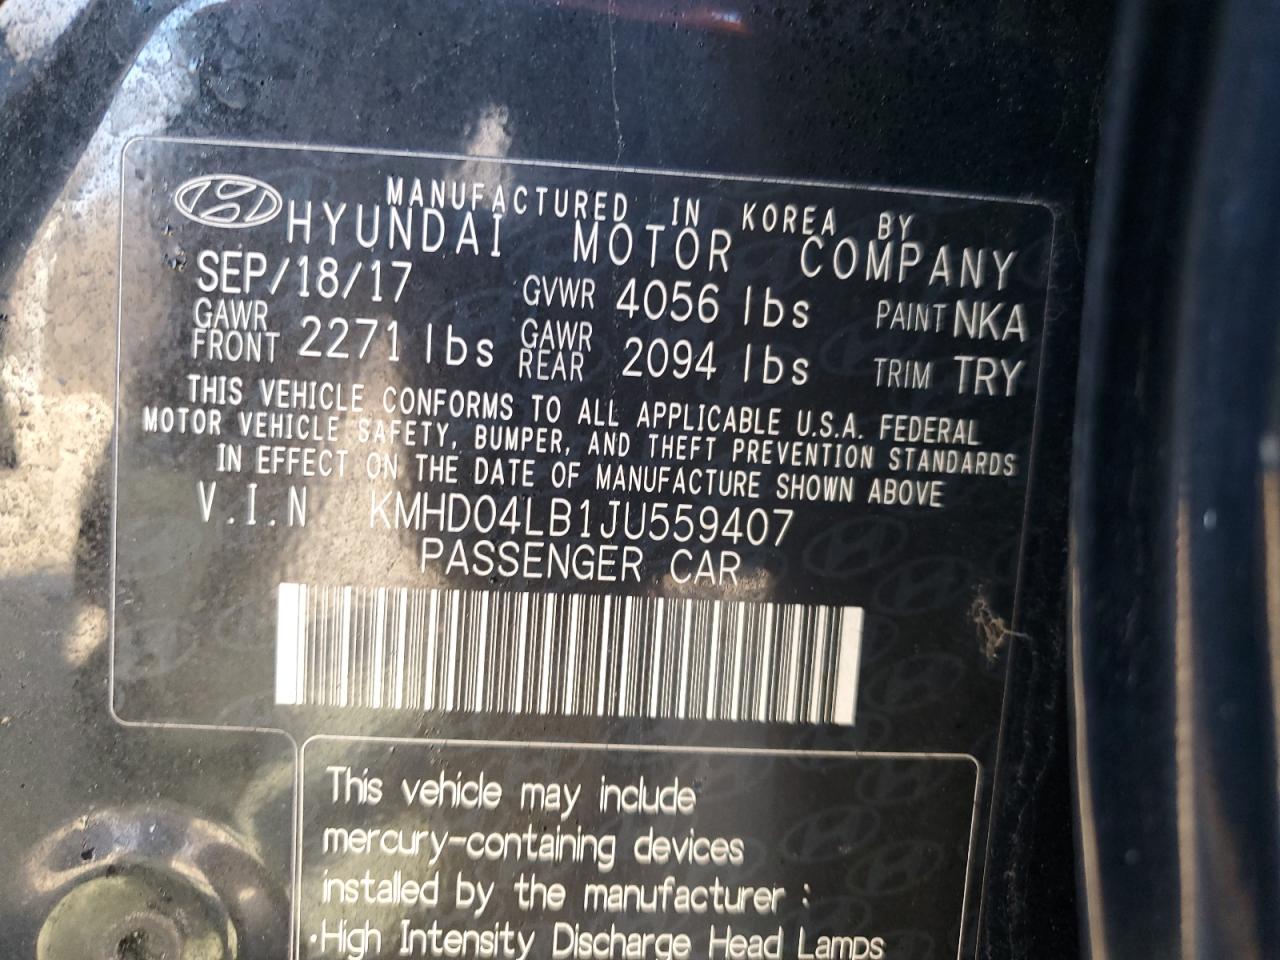 MANUFACTURED IN KOREA BY
HYUNDAI MOTOR COMPANY
SEP/18/17 GVWR 4056 lbs PAINT NKA
GAWR FRONT 2271 lbs GAWR REAR 2094 lbs TRIM TRY
THIS VEHICLE CONFORMS TO ALL APPLICABLE U.S.A. FEDERAL
MOTOR VEHICLE SAFETY, BUMPER, AND THEFT PREVENTION STANDARDS
IN EFFECT ON THE DATE OF MANUFACTURE SHOWN ABOVE
V.I.N KMHD04LB1JU559407
PASSENGER CAR
This vehicle may include
mercury-containing devices
installed by the manufacturer :
·High Intensity Discharge Head Lamps